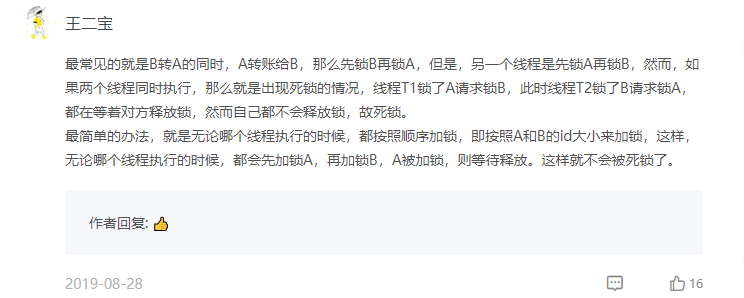 王二宝
最常见的就是B转A的同时，A转账给B，那么先锁B再锁A，但是，另一个线程是先锁A再锁B，然而，如
果两个线程同时执行，那么就是出现死锁的情况，线程T1锁了A请求锁B，此时线程T2锁了B请求锁A，
都在等着对方释放锁，然而自己都不会释放锁，故死锁。
最简单的办法，就是无论哪个线程执行的时候，都按照顺序加锁，即按照A和B的id大小来加锁，这样，
无论哪个线程执行的时候，都会先加锁A，再加锁B，A被加锁，则等待释放。这样就不会被死锁了。
作者回复: 👍
2019-08-28
16